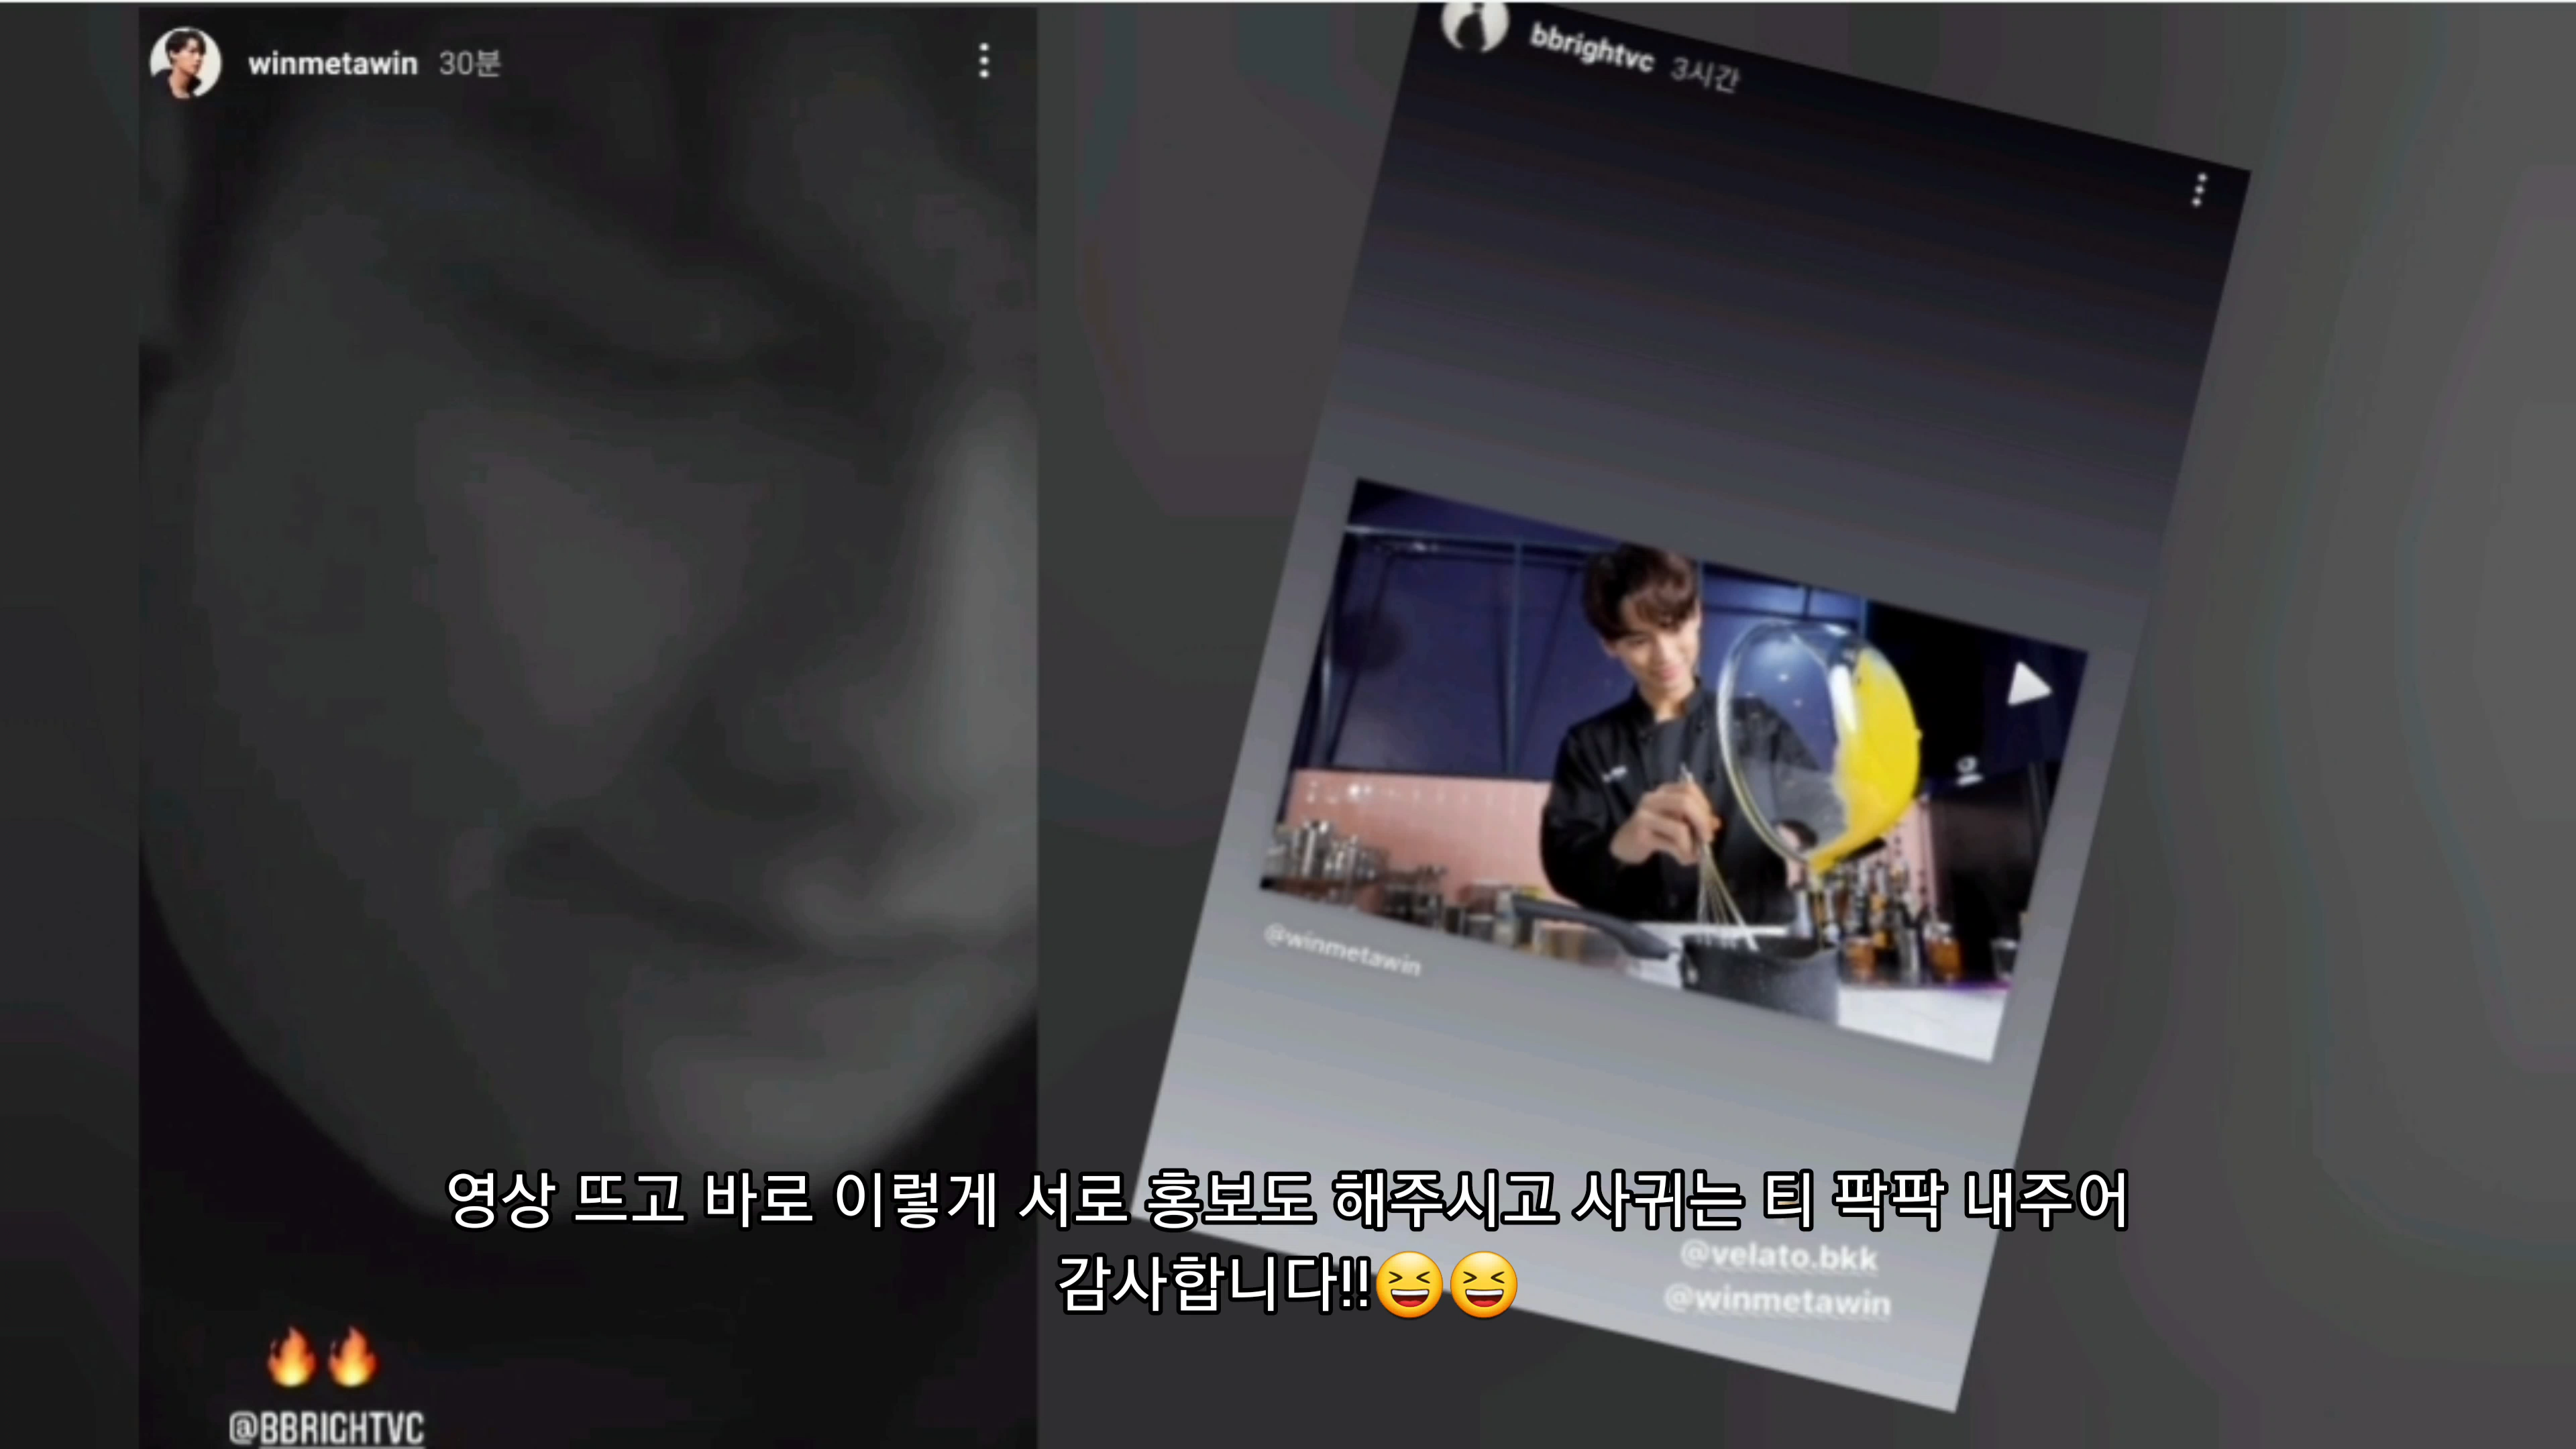 winmetawin 30분
bbrightvc 3시간
@winmetawin
영상 뜨고 바로 이렇게 서로 홍보도 해주시고 사귀는 티 팍팍 내주어
감사합니다!!😆😆
@velato.bkk
@winmetawin
🔥🔥
@BBRIGHTVC